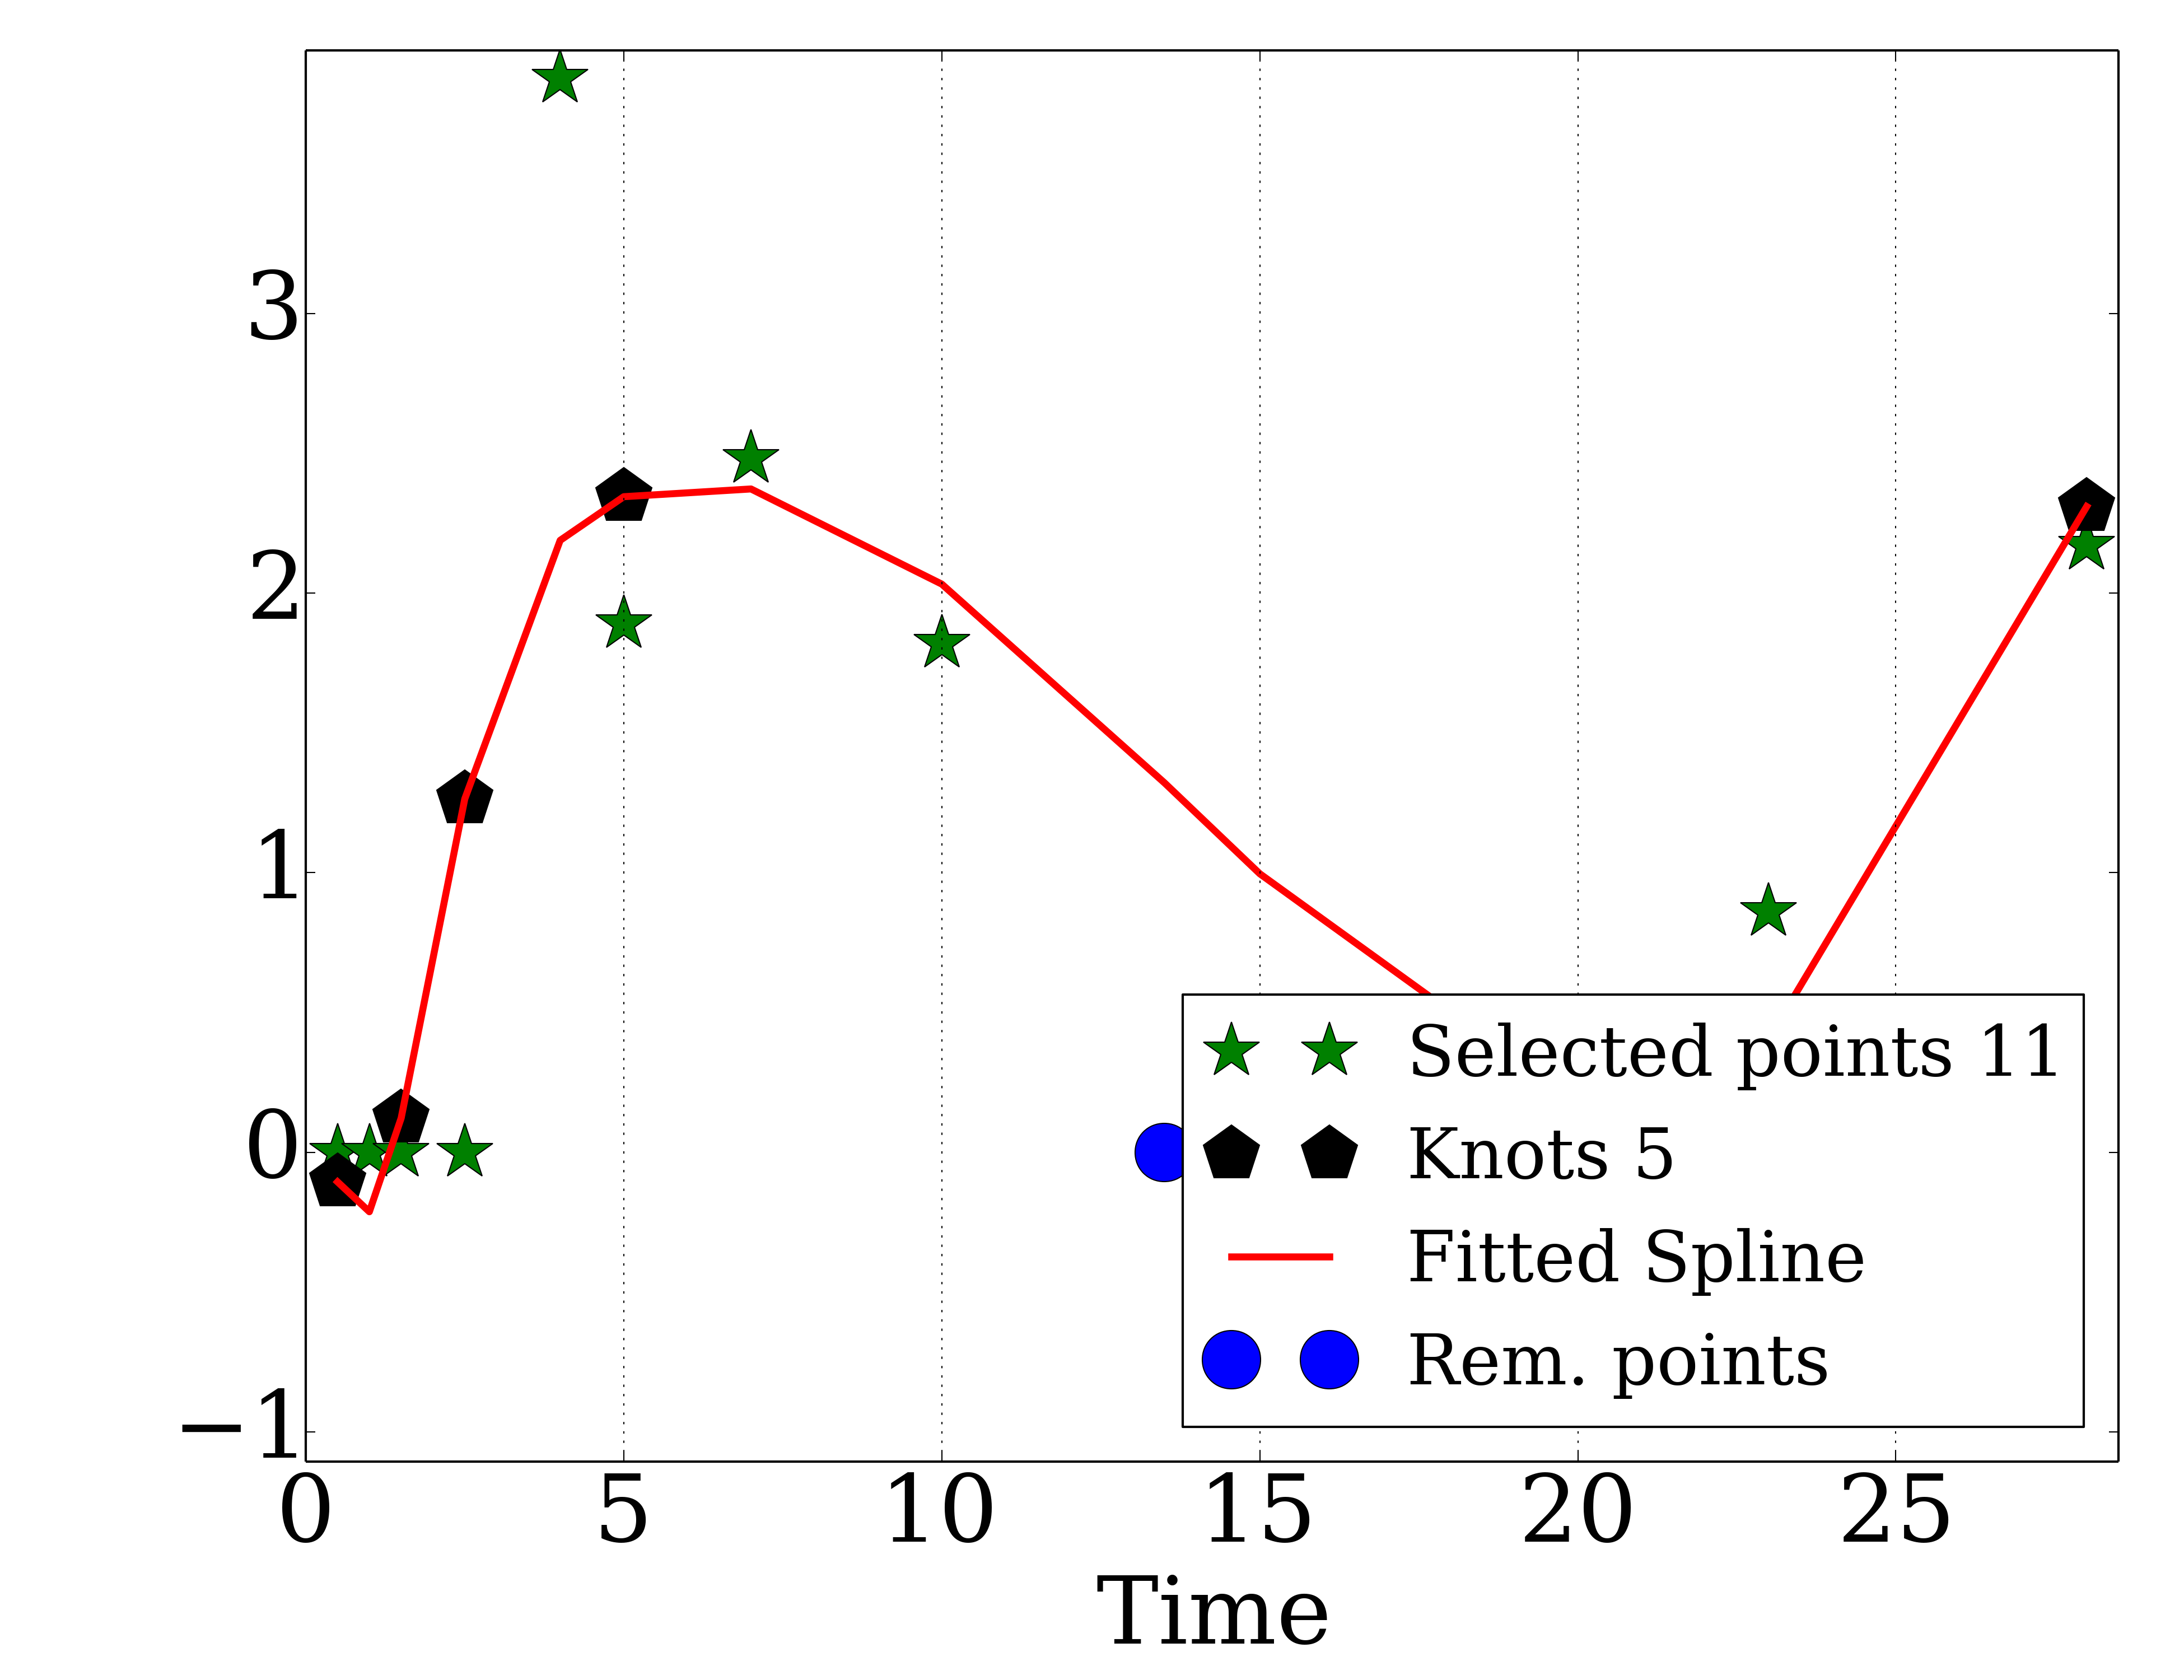 3
2
1
0
−1
Selected points 11
Knots 5
Fitted Spline
Rem. points
0 5 10 15 20 25
Time